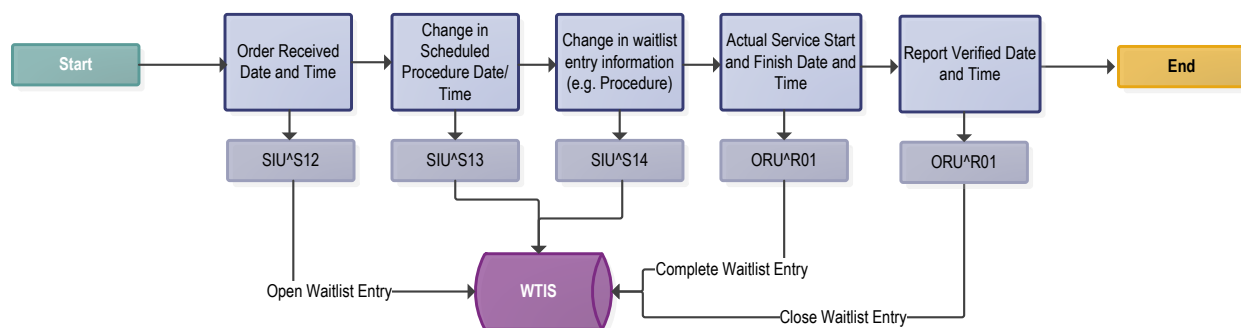 Start
Order Received
Date and Time
Change in
Scheduled
Procedure Date/
Time
Change in waitlist
entry information
(e.g. Procedure)
Actual Service Start
and Finish Date and
Time
Report Verified Date
and Time
End
SIU^S12
SIU^S13
SIU^S14
ORU^R01
ORU^R01
Open Waitlist Entry
WTIS
Complete Waitlist Entry
Close Waitlist Entry